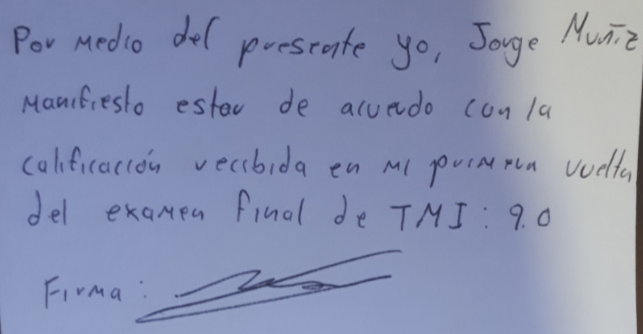 Por medio del presente yo, Jorge Muñiz
manifiesto estar de acuerdo con la
calificación recibida en mi primera vuelta
del examen final de TMI: 9.0
Firma: